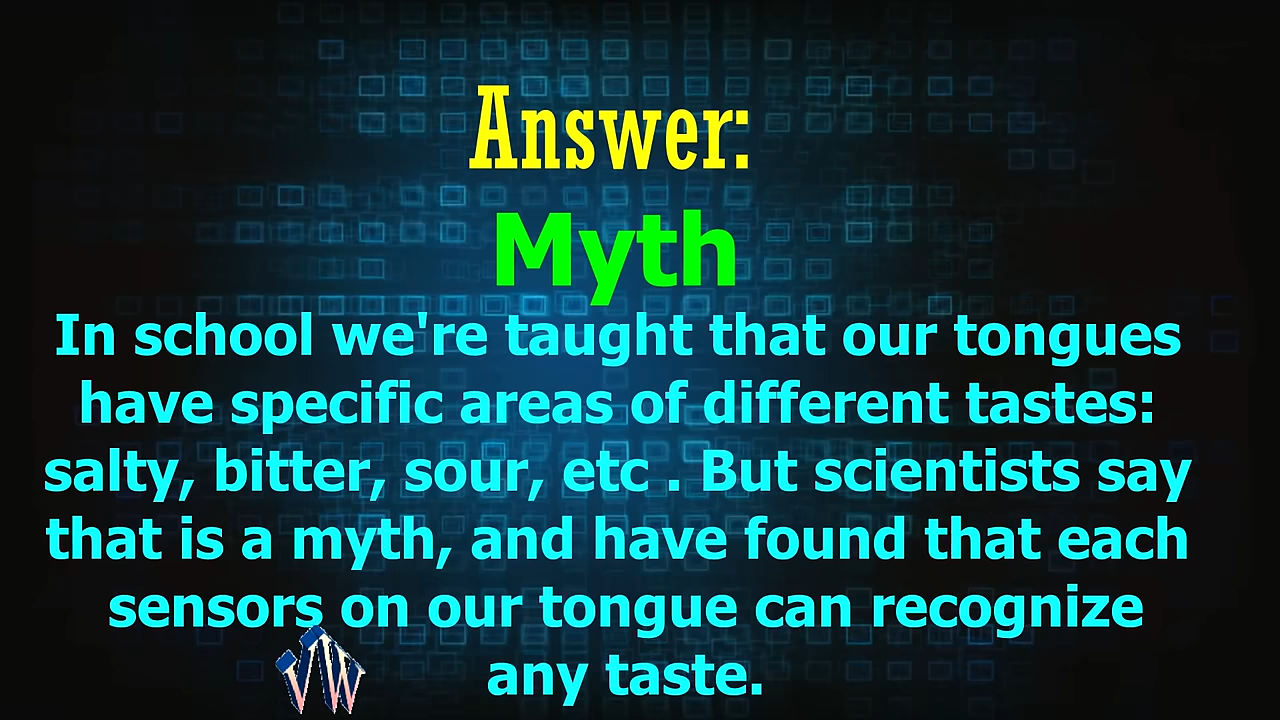 Answer:
Myth
In school we're taught that our tongues
have specific areas of different tastes:
salty, bitter, sour, etc . But scientists say
that is a myth, and have found that each
sensors on our tongue can recognize
any taste.